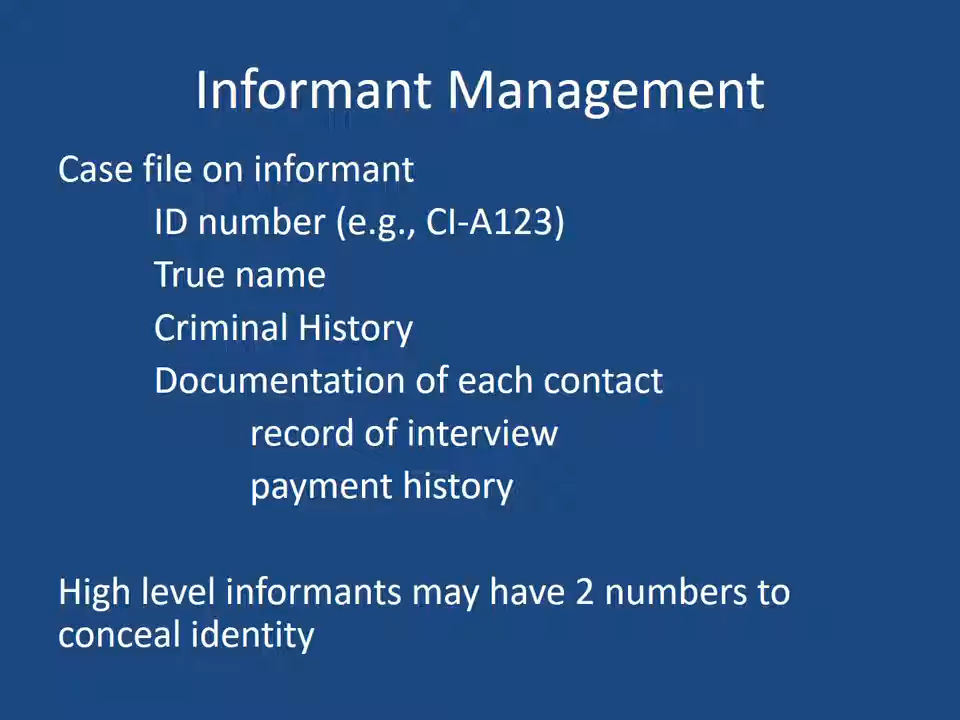 Informant Management
Case file on informant
ID number (e.g., CI-A123)
True name
Criminal History
Documentation of each contact
record of interview
payment history
High level informants may have 2 numbers to
conceal identity